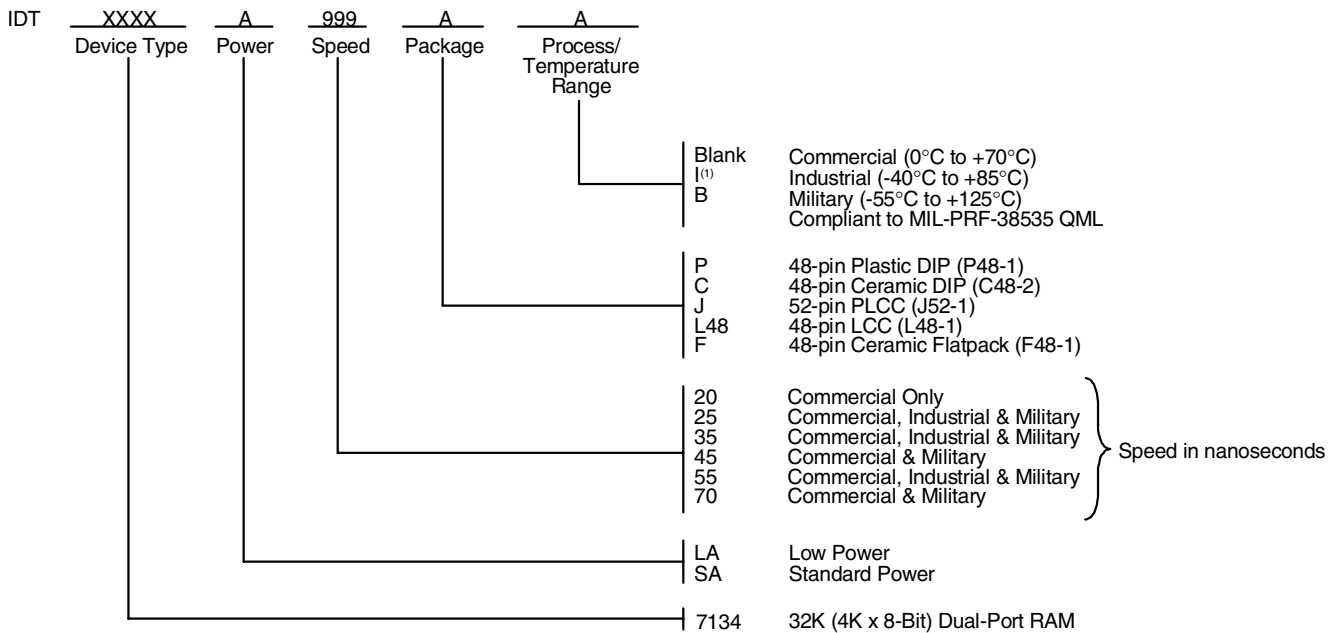 IDT XXXX A 999 A A
Device Type Power Speed Package Process/
Temperature
Range
Blank Commercial (0°C to +70°C)
I(1) Industrial (-40°C to +85°C)
B Military (-55°C to +125°C)
Compliant to MIL-PRF-38535 QML
P 48-pin Plastic DIP (P48-1)
C 48-pin Ceramic DIP (C48-2)
J 52-pin PLCC (J52-1)
L48 48-pin LCC (L48-1)
F 48-pin Ceramic Flatpack (F48-1)
20 Commercial Only
25 Commercial, Industrial & Military
35 Commercial, Industrial & Military
45 Commercial & Military
55 Commercial, Industrial & Military
70 Commercial & Military
Speed in nanoseconds
LA Low Power
SA Standard Power
7134 32K (4K x 8-Bit) Dual-Port RAM